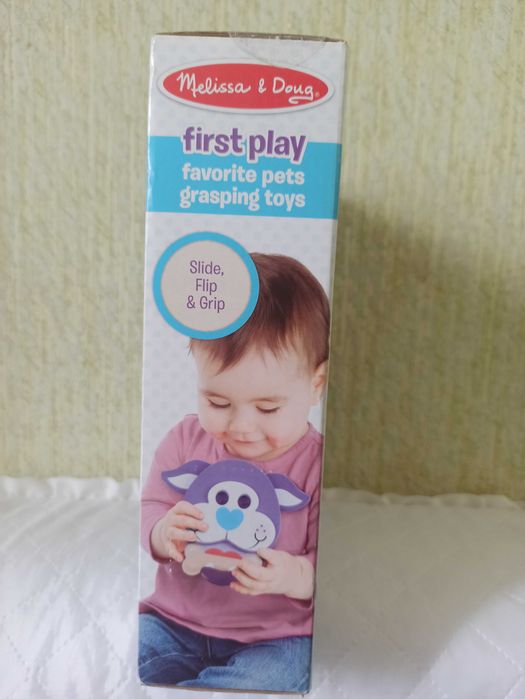 Melissa & Doug®
first play
favorite pets
grasping toys
Slide,
Flip
& Grip